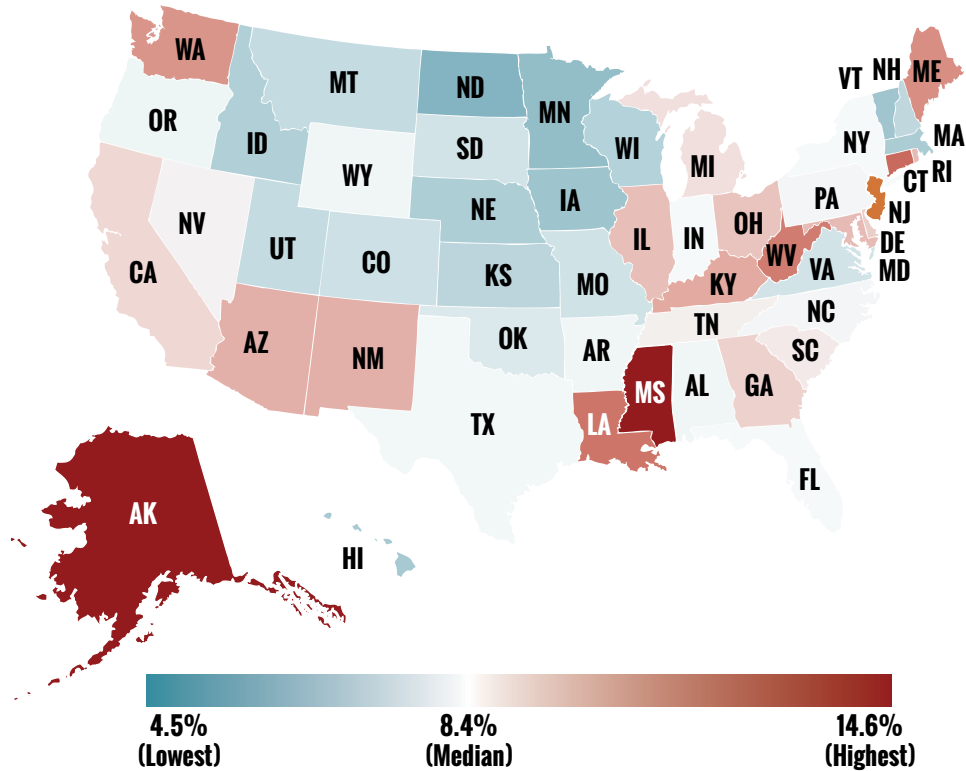 WA
MT
ND
MN
VT
NH
ME
OR
ID
SD
WI
MI
NY
MA
WY
RI
CT
NE
IA
PA
NJ
NV
UT
CO
IL
IN
OH
DE
WV
MD
CA
KS
MO
KY
VA
NC
TN
AZ
NM
OK
AR
SC
MS
AL
GA
TX
LA
FL
AK
HI
4.5%
(Lowest)
8.4%
(Median)
14.6%
(Highest)